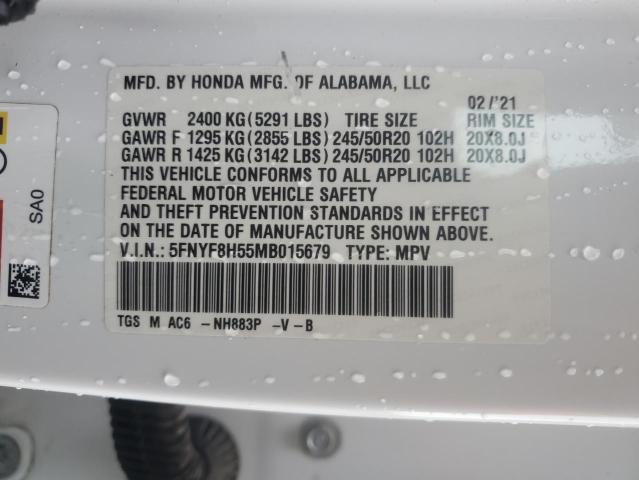 MFD. BY HONDA MFG. OF ALABAMA, LLC
02/'21
GVWR 2400 KG(5291 LBS) TIRE SIZE RIM SIZE
GAWR F 1295 KG(2855 LBS) 245/50R20 102H 20X8.0J
GAWR R 1425 KG(3142 LBS) 245/50R20 102H 20X8.0J
THIS VEHICLE CONFORMS TO ALL APPLICABLE
FEDERAL MOTOR VEHICLE SAFETY
AND THEFT PREVENTION STANDARDS IN EFFECT
ON THE DATE OF MANUFACTURE SHOWN ABOVE.
V.I.N.: 5FNYF8H55MB015679 TYPE: MPV
TGS M AC6 -NH883P -V-B
SA0